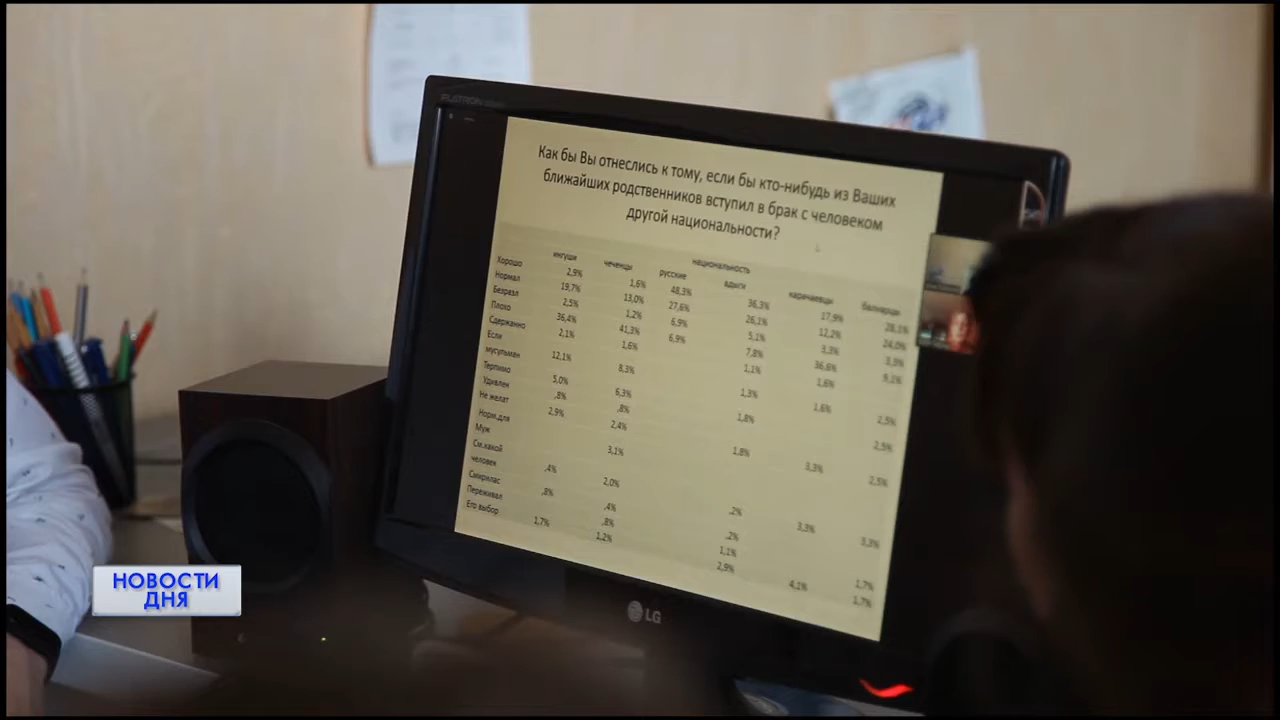 FLATRON
Как бы Вы отнеслись к тому, если бы кто-нибудь из Ваших
ближайших родственников вступил в брак с человеком
другой национальности?
национальность
ингуши чеченцы русские адыги карачаевцы балкарцы
Хорошо 2,9% 1,6% 48,3% 36,3% 17,9% 28,1%
Нормал 19,7% 13,0% 27,6% 26,1% 12,2% 24,0%
Безразл 2,5% 1,2% 6,9% 5,1% 3,3% 3,3%
Плохо 36,4% 41,3% 6,9% 7,8% 36,6% 9,1%
Сдержанно 2,1% 1,6% 1,1% 1,6%
Если
мусульман 12,1% 8,3% 1,3% 1,6% 2,5%
Терпимо 5,0% 6,3% 1,8% 2,5%
Удивлен ,8% ,8%
Не желат 2,9% 2,4% 1,8% 3,3% 2,5%
Норм.для
Муж 3,1%
См.какой
человек ,4% 2,0% ,2% 3,3% 3,3%
Смирилас ,8% ,4% ,2%
Переживал ,8% 1,1% 1,7%
Его выбор 1,7% 1,2% 2,9% 4,1% 1,7%
LG
НОВОСТИ
ДНЯ